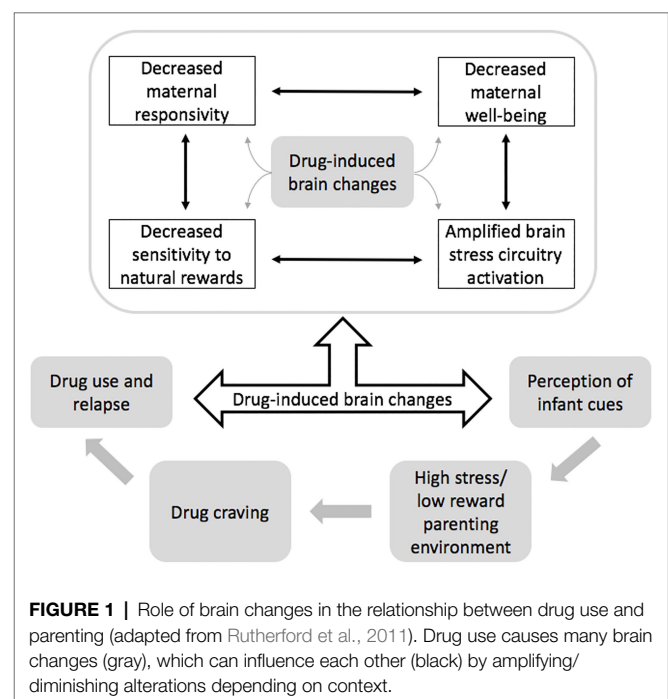 Decreased
maternal
responsivity
Decreased
maternal
well-being
Drug-induced
brain changes
Decreased
sensitivity to
natural rewards
Amplified brain
stress circuitry
activation
Drug use and
relapse
Drug-induced brain changes
Perception of
infant cues
Drug craving
High stress/
low reward
parenting
environment
FIGURE 1 | Role of brain changes in the relationship between drug use and
parenting (adapted from Rutherford et al., 2011). Drug use causes many brain
changes (gray), which can influence each other (black) by amplifying/
diminishing alterations depending on context.